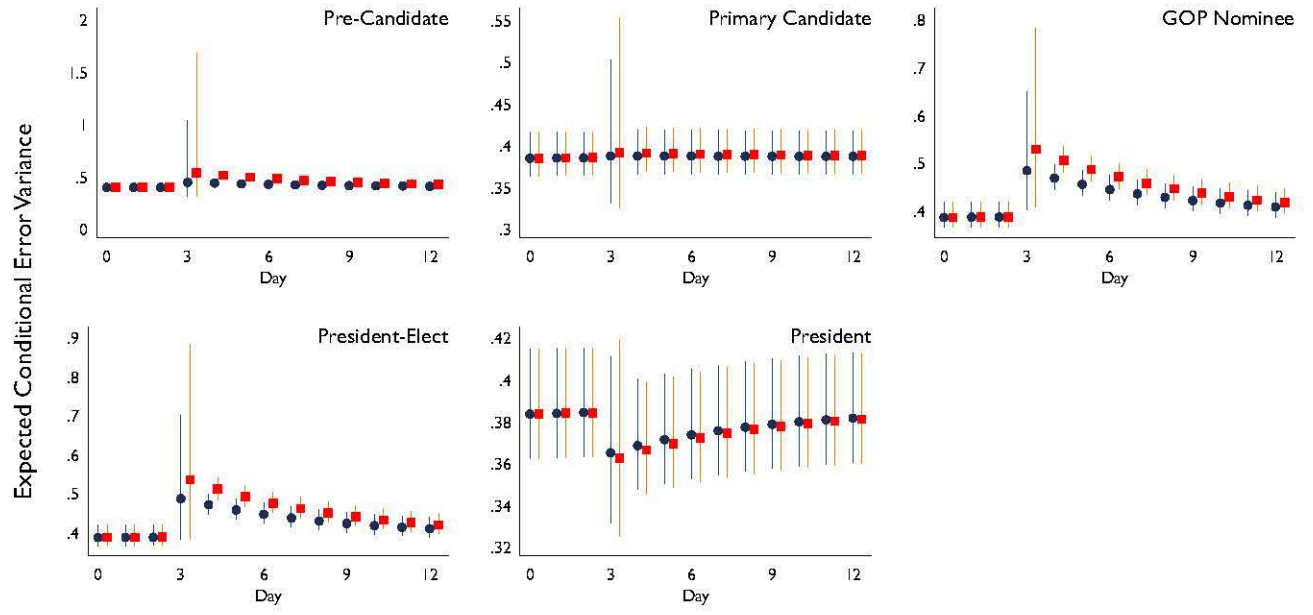 Expected Conditional Error Variance
Pre-Candidate
2
1.5
1
.5
0
0 3 6 9 12
Day
Primary Candidate
.55
.5
.45
.4
.35
.3
0 3 6 9 12
Day
GOP Nominee
.8
.7
.6
.5
.4
0 3 6 9 12
Day
President-Elect
.9
.8
.7
.6
.5
.4
0 3 6 9 12
Day
President
.42
.4
.38
.36
.34
.32
0 3 6 9 12
Day